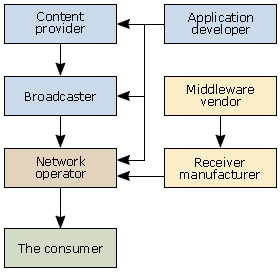 Content
provider
Application
developer
Broadcaster
Middleware
vendor
Network
operator
Receiver
manufacturer
The consumer